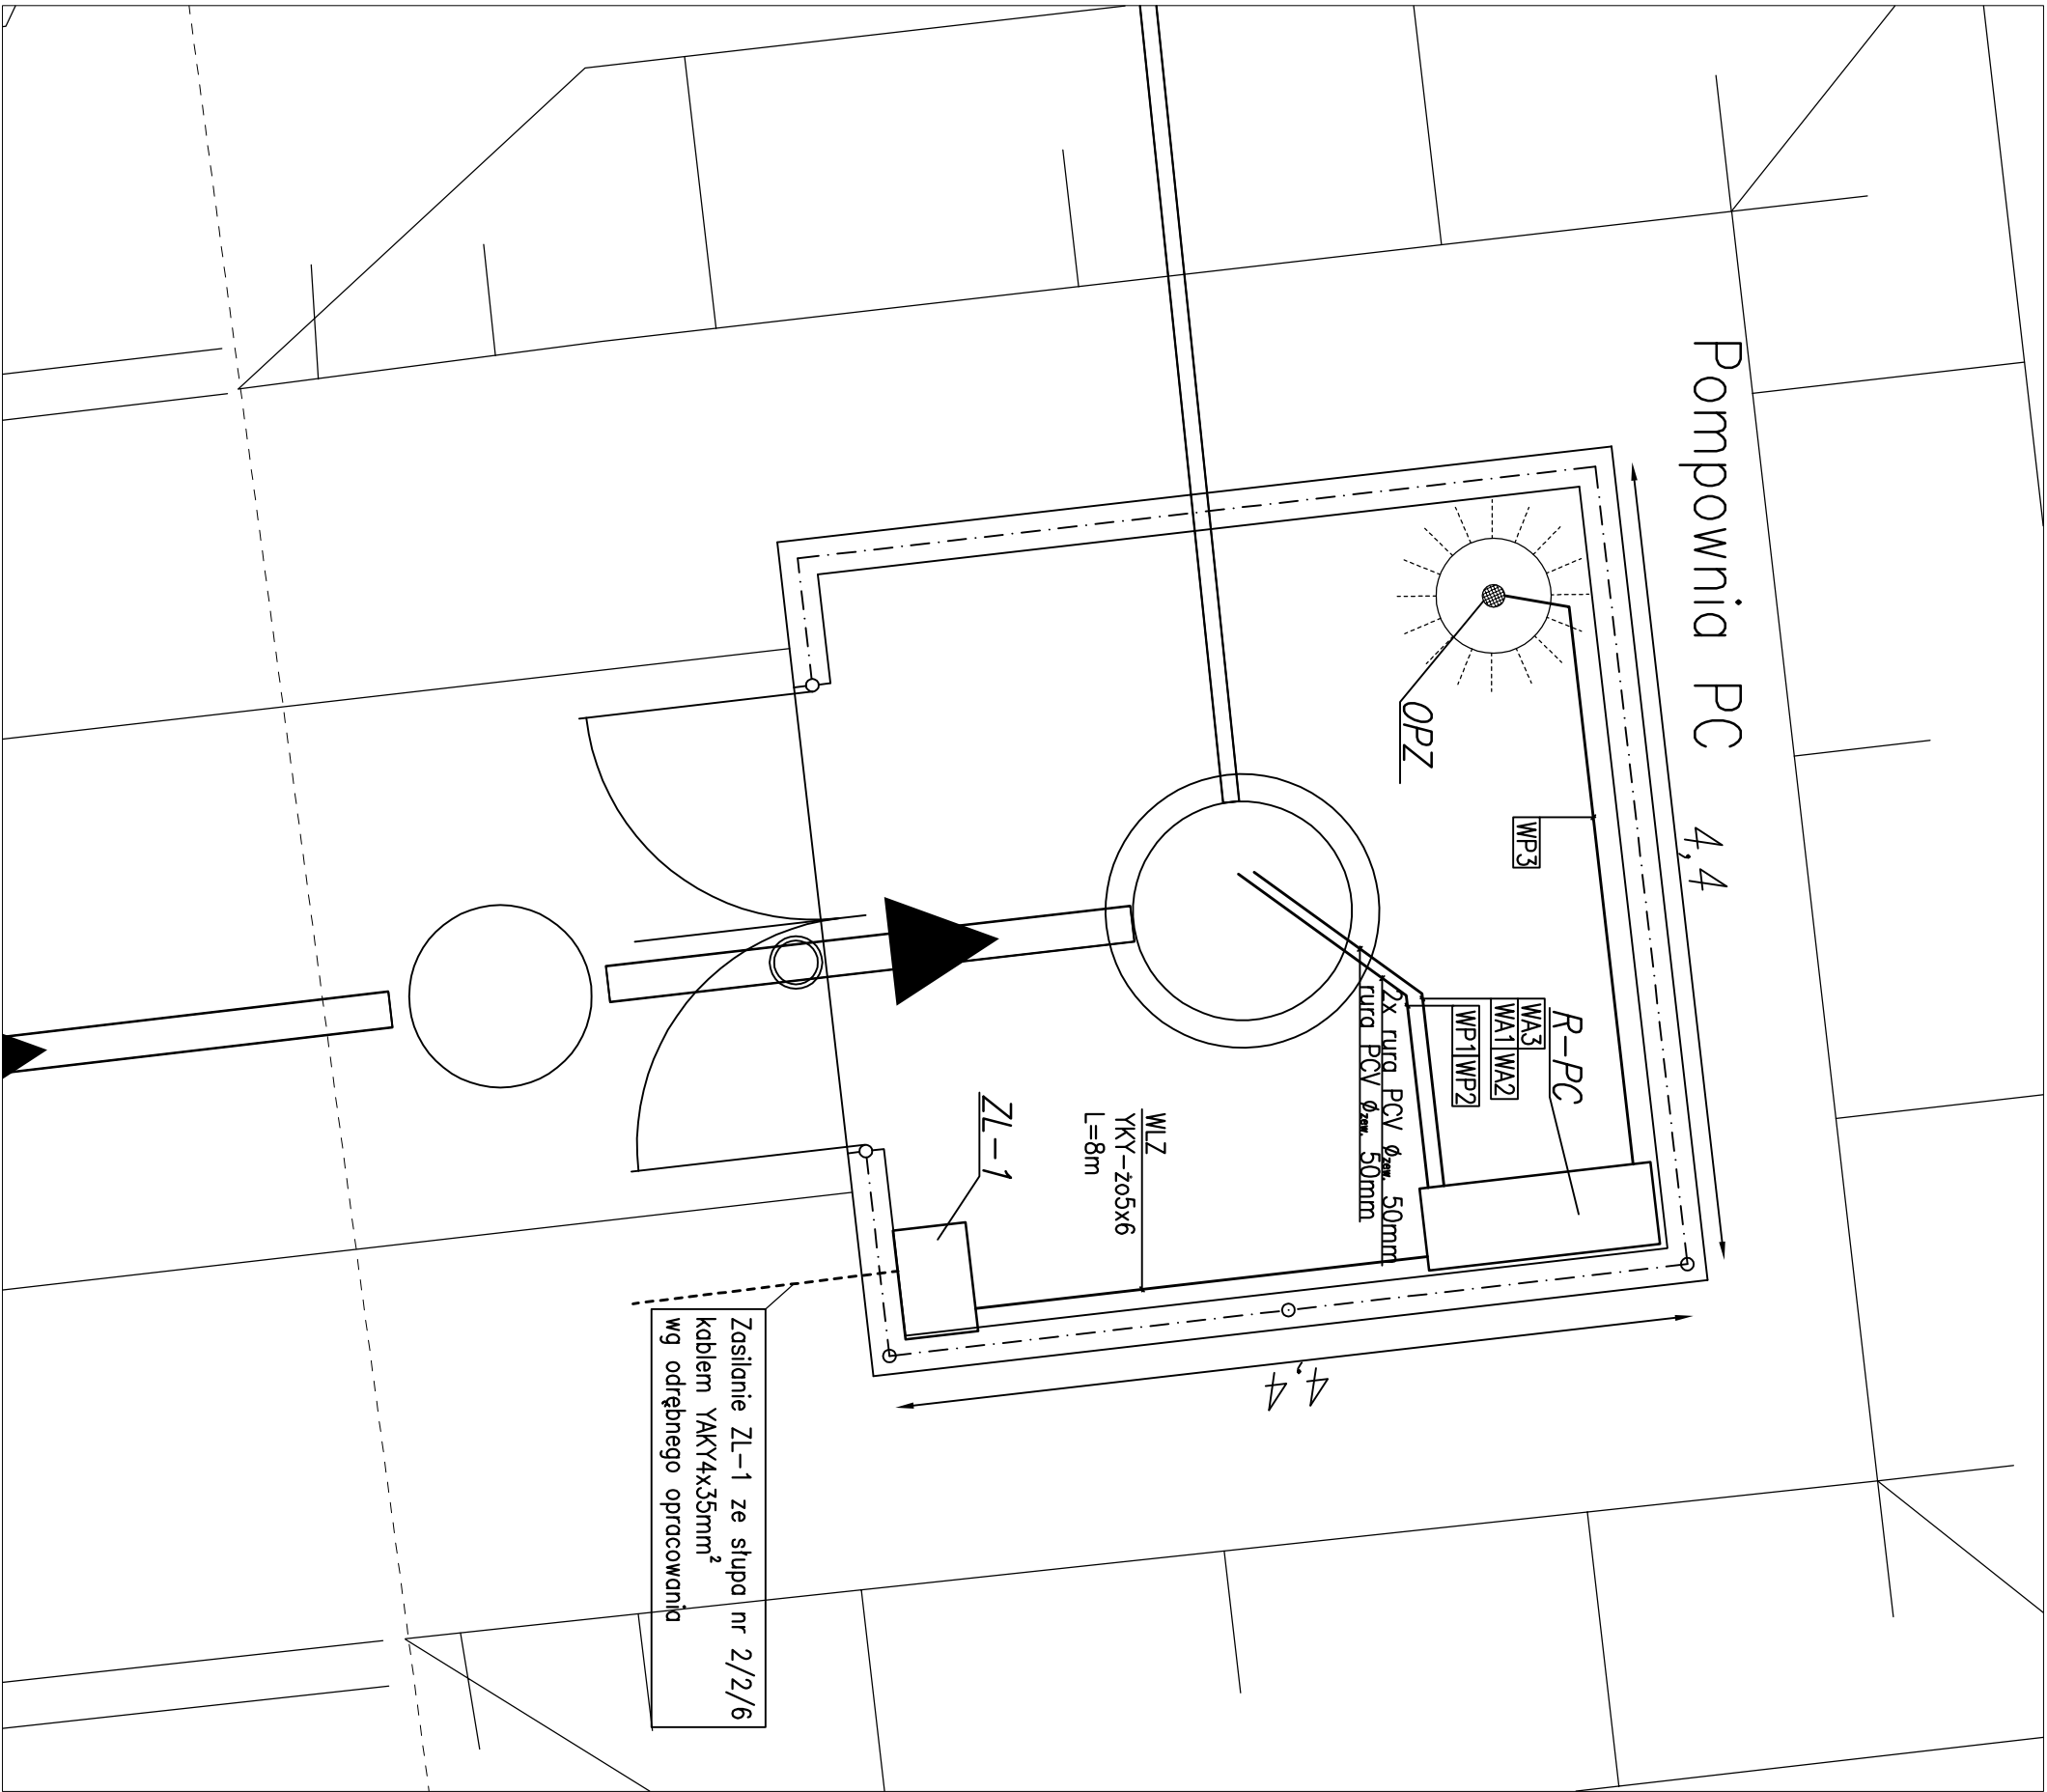 Pompownia PC
4,4
WP3
OPZ
R-PC
WA3
WA1 WA2
WP1 WP2
2x rura PCV Øzew. 50mm
rura PCV Øzew. 50mm
WLZ
YKY-żo5x6
L=8m
ZL-1
4,4
Zasilanie ZL-1 ze słupa nr 2/2/6
kablem YAKY4x35mm²
wg odrębnego opracowania